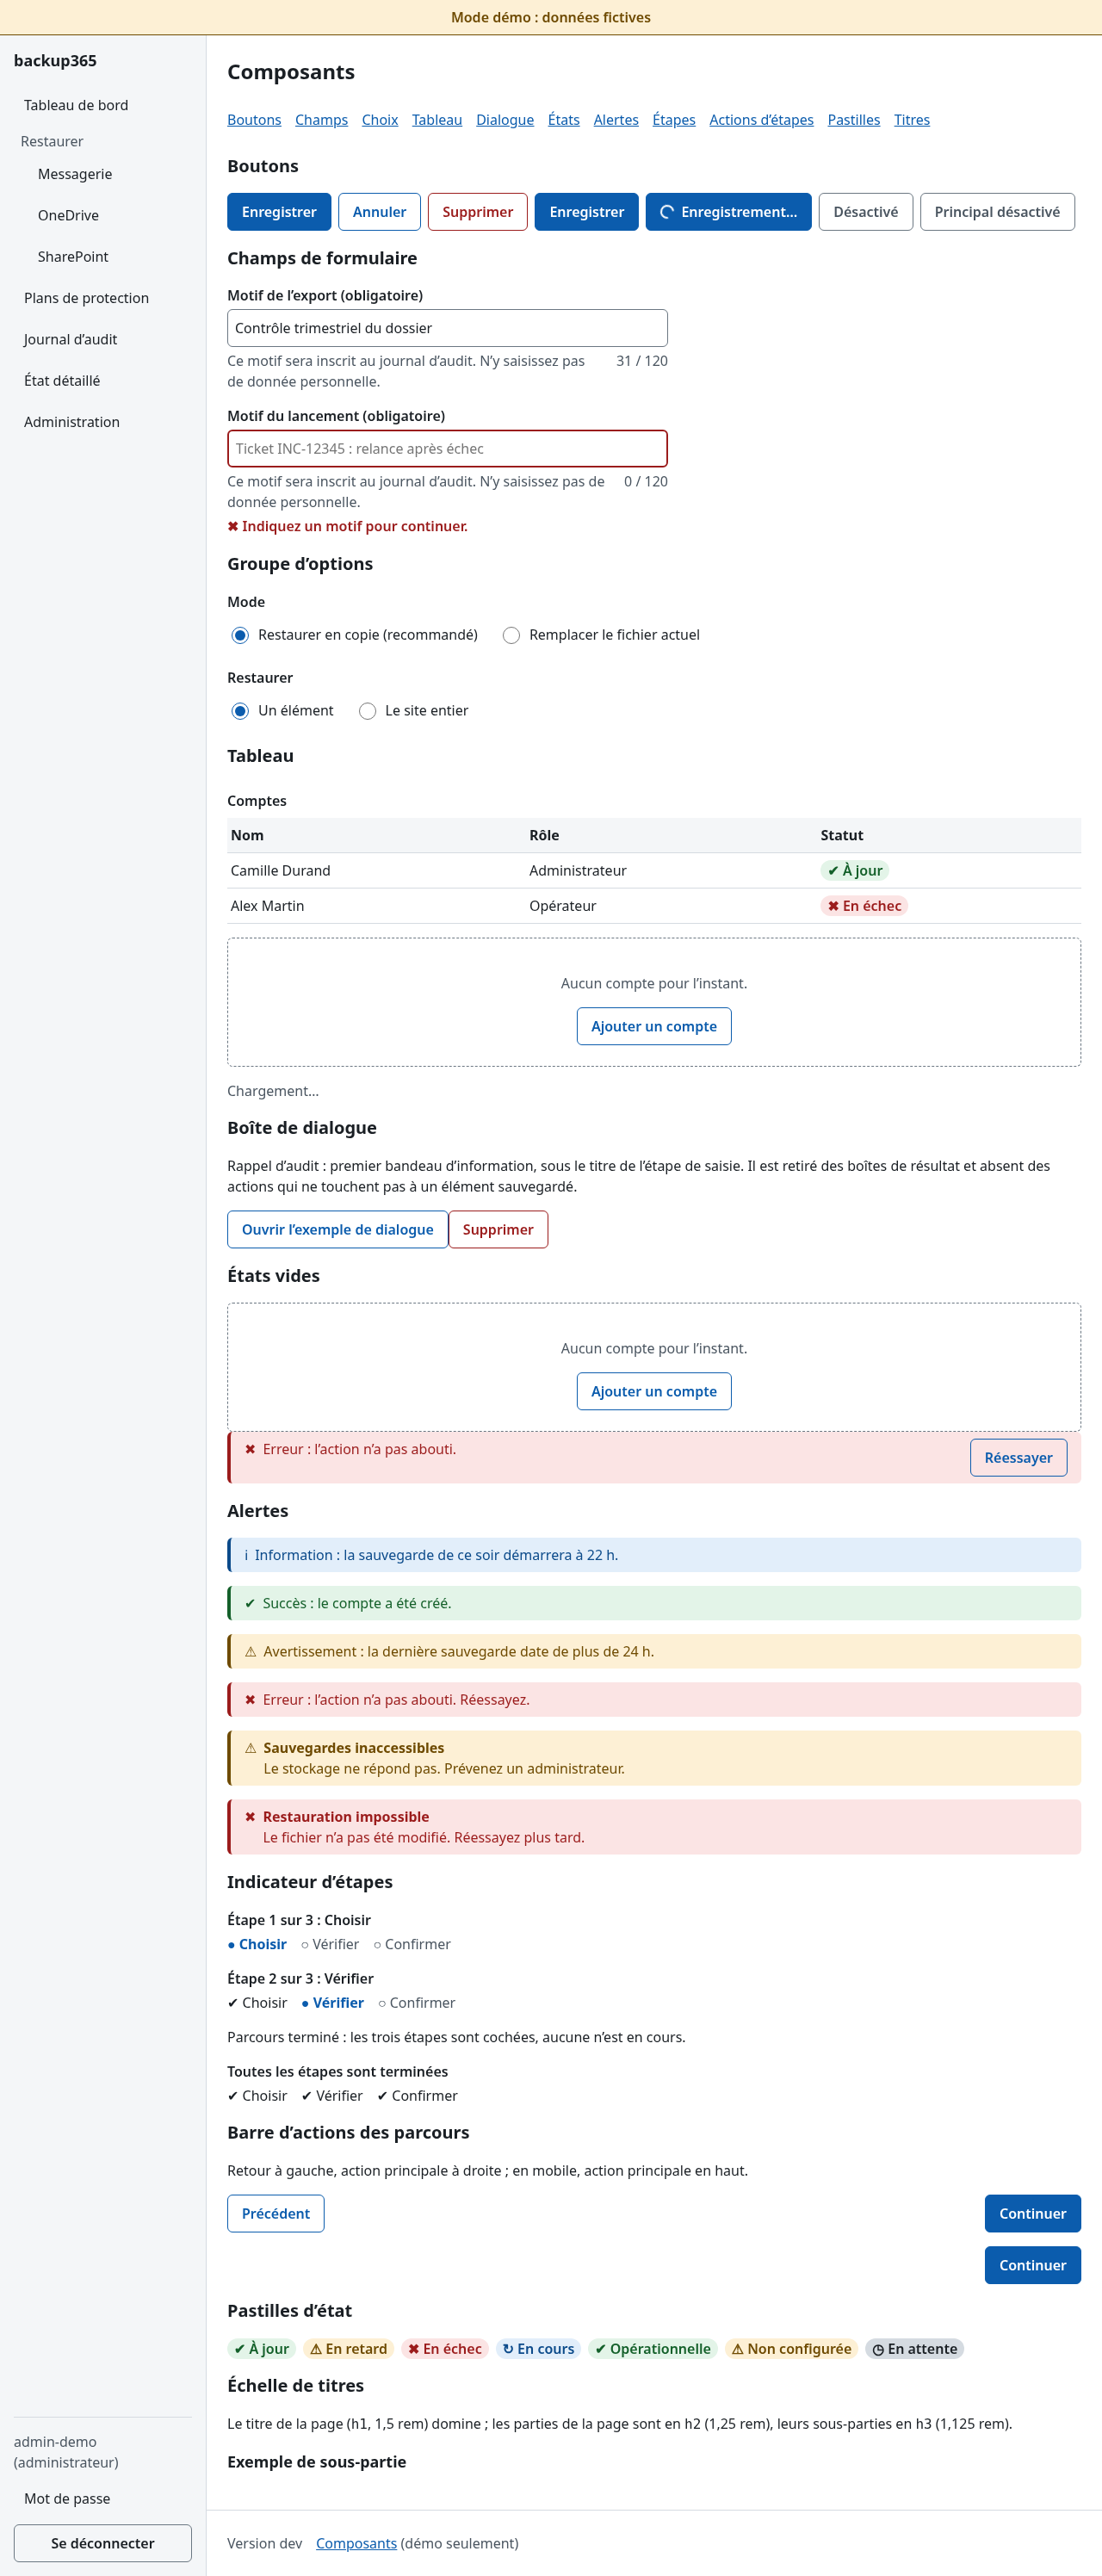 Mode démo : données fictives
backup365
Tableau de bord
Restaurer
Messagerie
OneDrive
SharePoint
Plans de protection
Journal d’audit
État détaillé
Administration
admin-demo
(administrateur)
Mot de passe
Se déconnecter
Composants
Boutons Champs Choix Tableau Dialogue États Alertes Étapes Actions d’étapes Pastilles Titres
Boutons
Enregistrer Annuler Supprimer Enregistrer Enregistrement… Désactivé Principal désactivé
Champs de formulaire
Motif de l’export (obligatoire)
Contrôle trimestriel du dossier
Ce motif sera inscrit au journal d’audit. N’y saisissez pas 31 / 120
de donnée personnelle.
Motif du lancement (obligatoire)
Ticket INC-12345 : relance après échec
Ce motif sera inscrit au journal d’audit. N’y saisissez pas de 0 / 120
donnée personnelle.
✖ Indiquez un motif pour continuer.
Groupe d’options
Mode
Restaurer en copie (recommandé) Remplacer le fichier actuel
Restaurer
Un élément Le site entier
Tableau
Comptes
Nom Rôle Statut
Camille Durand Administrateur ✔ À jour
Alex Martin Opérateur ✖ En échec
Aucun compte pour l’instant.
Ajouter un compte
Chargement…
Boîte de dialogue
Rappel d’audit : premier bandeau d’information, sous le titre de l’étape de saisie. Il est retiré des boîtes de résultat et absent des
actions qui ne touchent pas à un élément sauvegardé.
Ouvrir l’exemple de dialogue Supprimer
États vides
Aucun compte pour l’instant.
Ajouter un compte
✖ Erreur : l’action n’a pas abouti. Réessayer
Alertes
i Information : la sauvegarde de ce soir démarrera à 22 h.
✔ Succès : le compte a été créé.
⚠ Avertissement : la dernière sauvegarde date de plus de 24 h.
✖ Erreur : l’action n’a pas abouti. Réessayez.
⚠ Sauvegardes inaccessibles
Le stockage ne répond pas. Prévenez un administrateur.
✖ Restauration impossible
Le fichier n’a pas été modifié. Réessayez plus tard.
Indicateur d’étapes
Étape 1 sur 3 : Choisir
● Choisir ○ Vérifier ○ Confirmer
Étape 2 sur 3 : Vérifier
✔ Choisir ● Vérifier ○ Confirmer
Parcours terminé : les trois étapes sont cochées, aucune n’est en cours.
Toutes les étapes sont terminées
✔ Choisir ✔ Vérifier ✔ Confirmer
Barre d’actions des parcours
Retour à gauche, action principale à droite ; en mobile, action principale en haut.
Précédent Continuer
Continuer
Pastilles d’état
✔ À jour ⚠ En retard ✖ En échec ↻ En cours ✔ Opérationnelle ⚠ Non configurée ◷ En attente
Échelle de titres
Le titre de la page (h1, 1,5 rem) domine ; les parties de la page sont en h2 (1,25 rem), leurs sous-parties en h3 (1,125 rem).
Exemple de sous-partie
Version dev Composants (démo seulement)